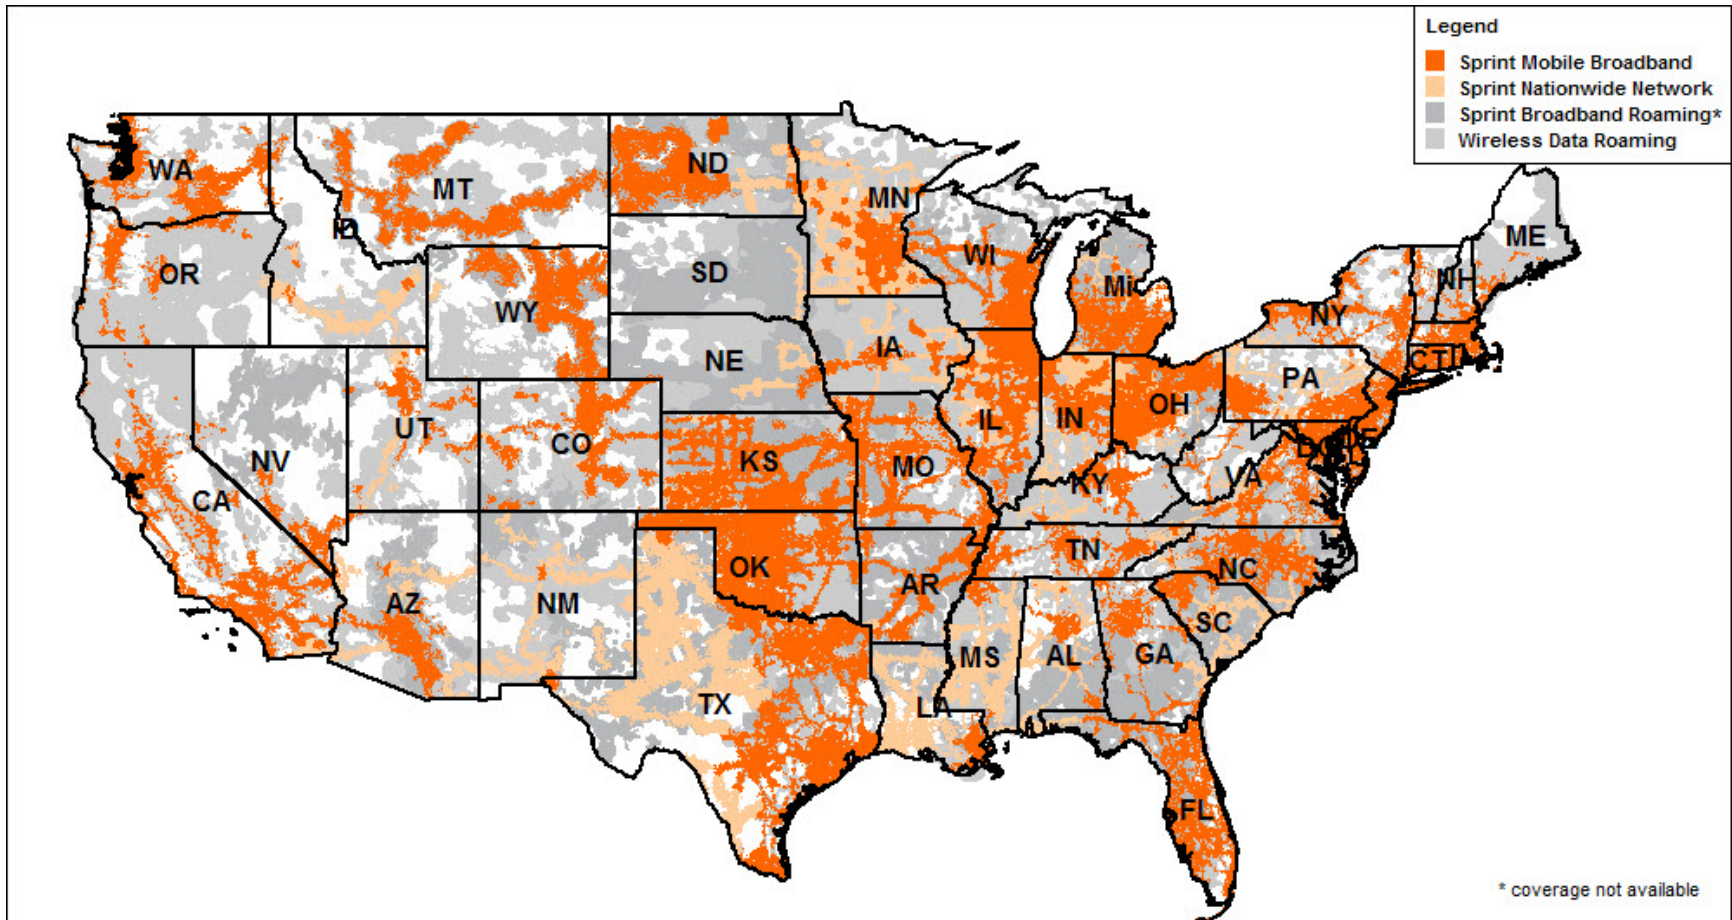 Legend
Sprint Mobile Broadband
Sprint Nationwide Network
Sprint Broadband Roaming*
Wireless Data Roaming
WA
MT
ND
MN
ID
OR
SD
WI
Mi
ME
NH
NY
WY
NE
IA
CT
PA
UT
CO
IL
IN
OH
NV
KS
MO
CA
KY
VA
OK
TN
NC
AZ
NM
AR
SC
TX
MS
AL
GA
LA
FL
* coverage not available